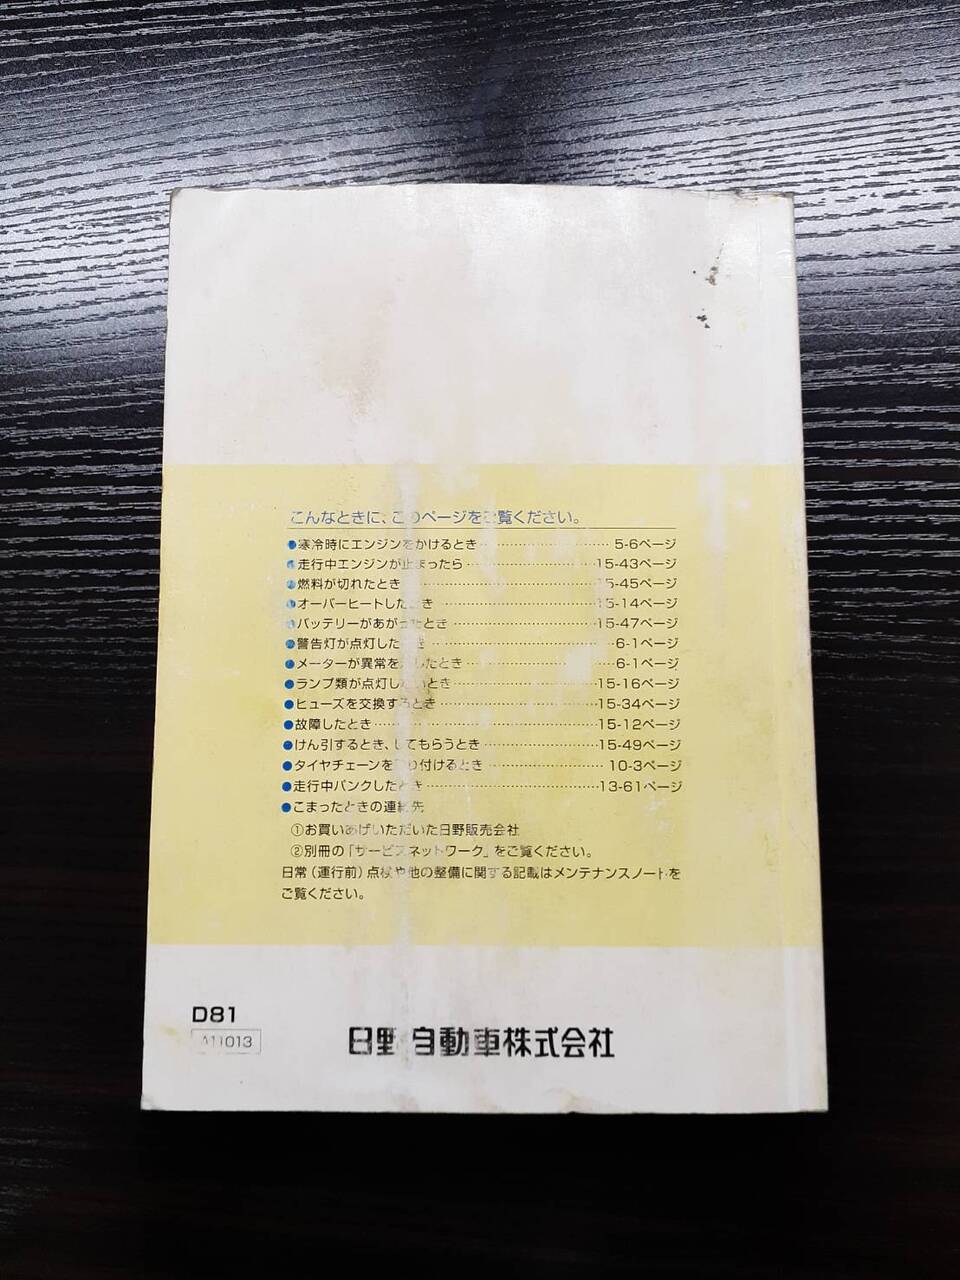 こんなときに、このページをご覧ください。
●寒冷時にエンジンをかけるとき……5-6ページ
●走行中エンジンが止まったら……15-43ページ
●燃料が切れたとき……15-45ページ
●オーバーヒートしたとき……15-14ページ
●バッテリーがあがったとき……15-47ページ
●警告灯が点灯したとき……6-1ページ
●メーターが異常を したとき……6-1ページ
●ランプ類が点灯しないとき……15-16ページ
●ヒューズを交換するとき……15-34ページ
●故障したとき……15-12ページ
●けん引するとき、してもらうとき……15-49ページ
●タイヤチェーンを取り付けるとき……10-3ページ
●走行中パンクしたとき……13-61ページ
●こまったときの連絡先
①お買いあげいただいた日野販売会社
②別冊の「サービスネットワーク」をご覧ください。
日常（運行前）点検や他の整備に関する記載はメンテナンスノートを
ご覧ください。
D81
A11013
日野自動車株式会社